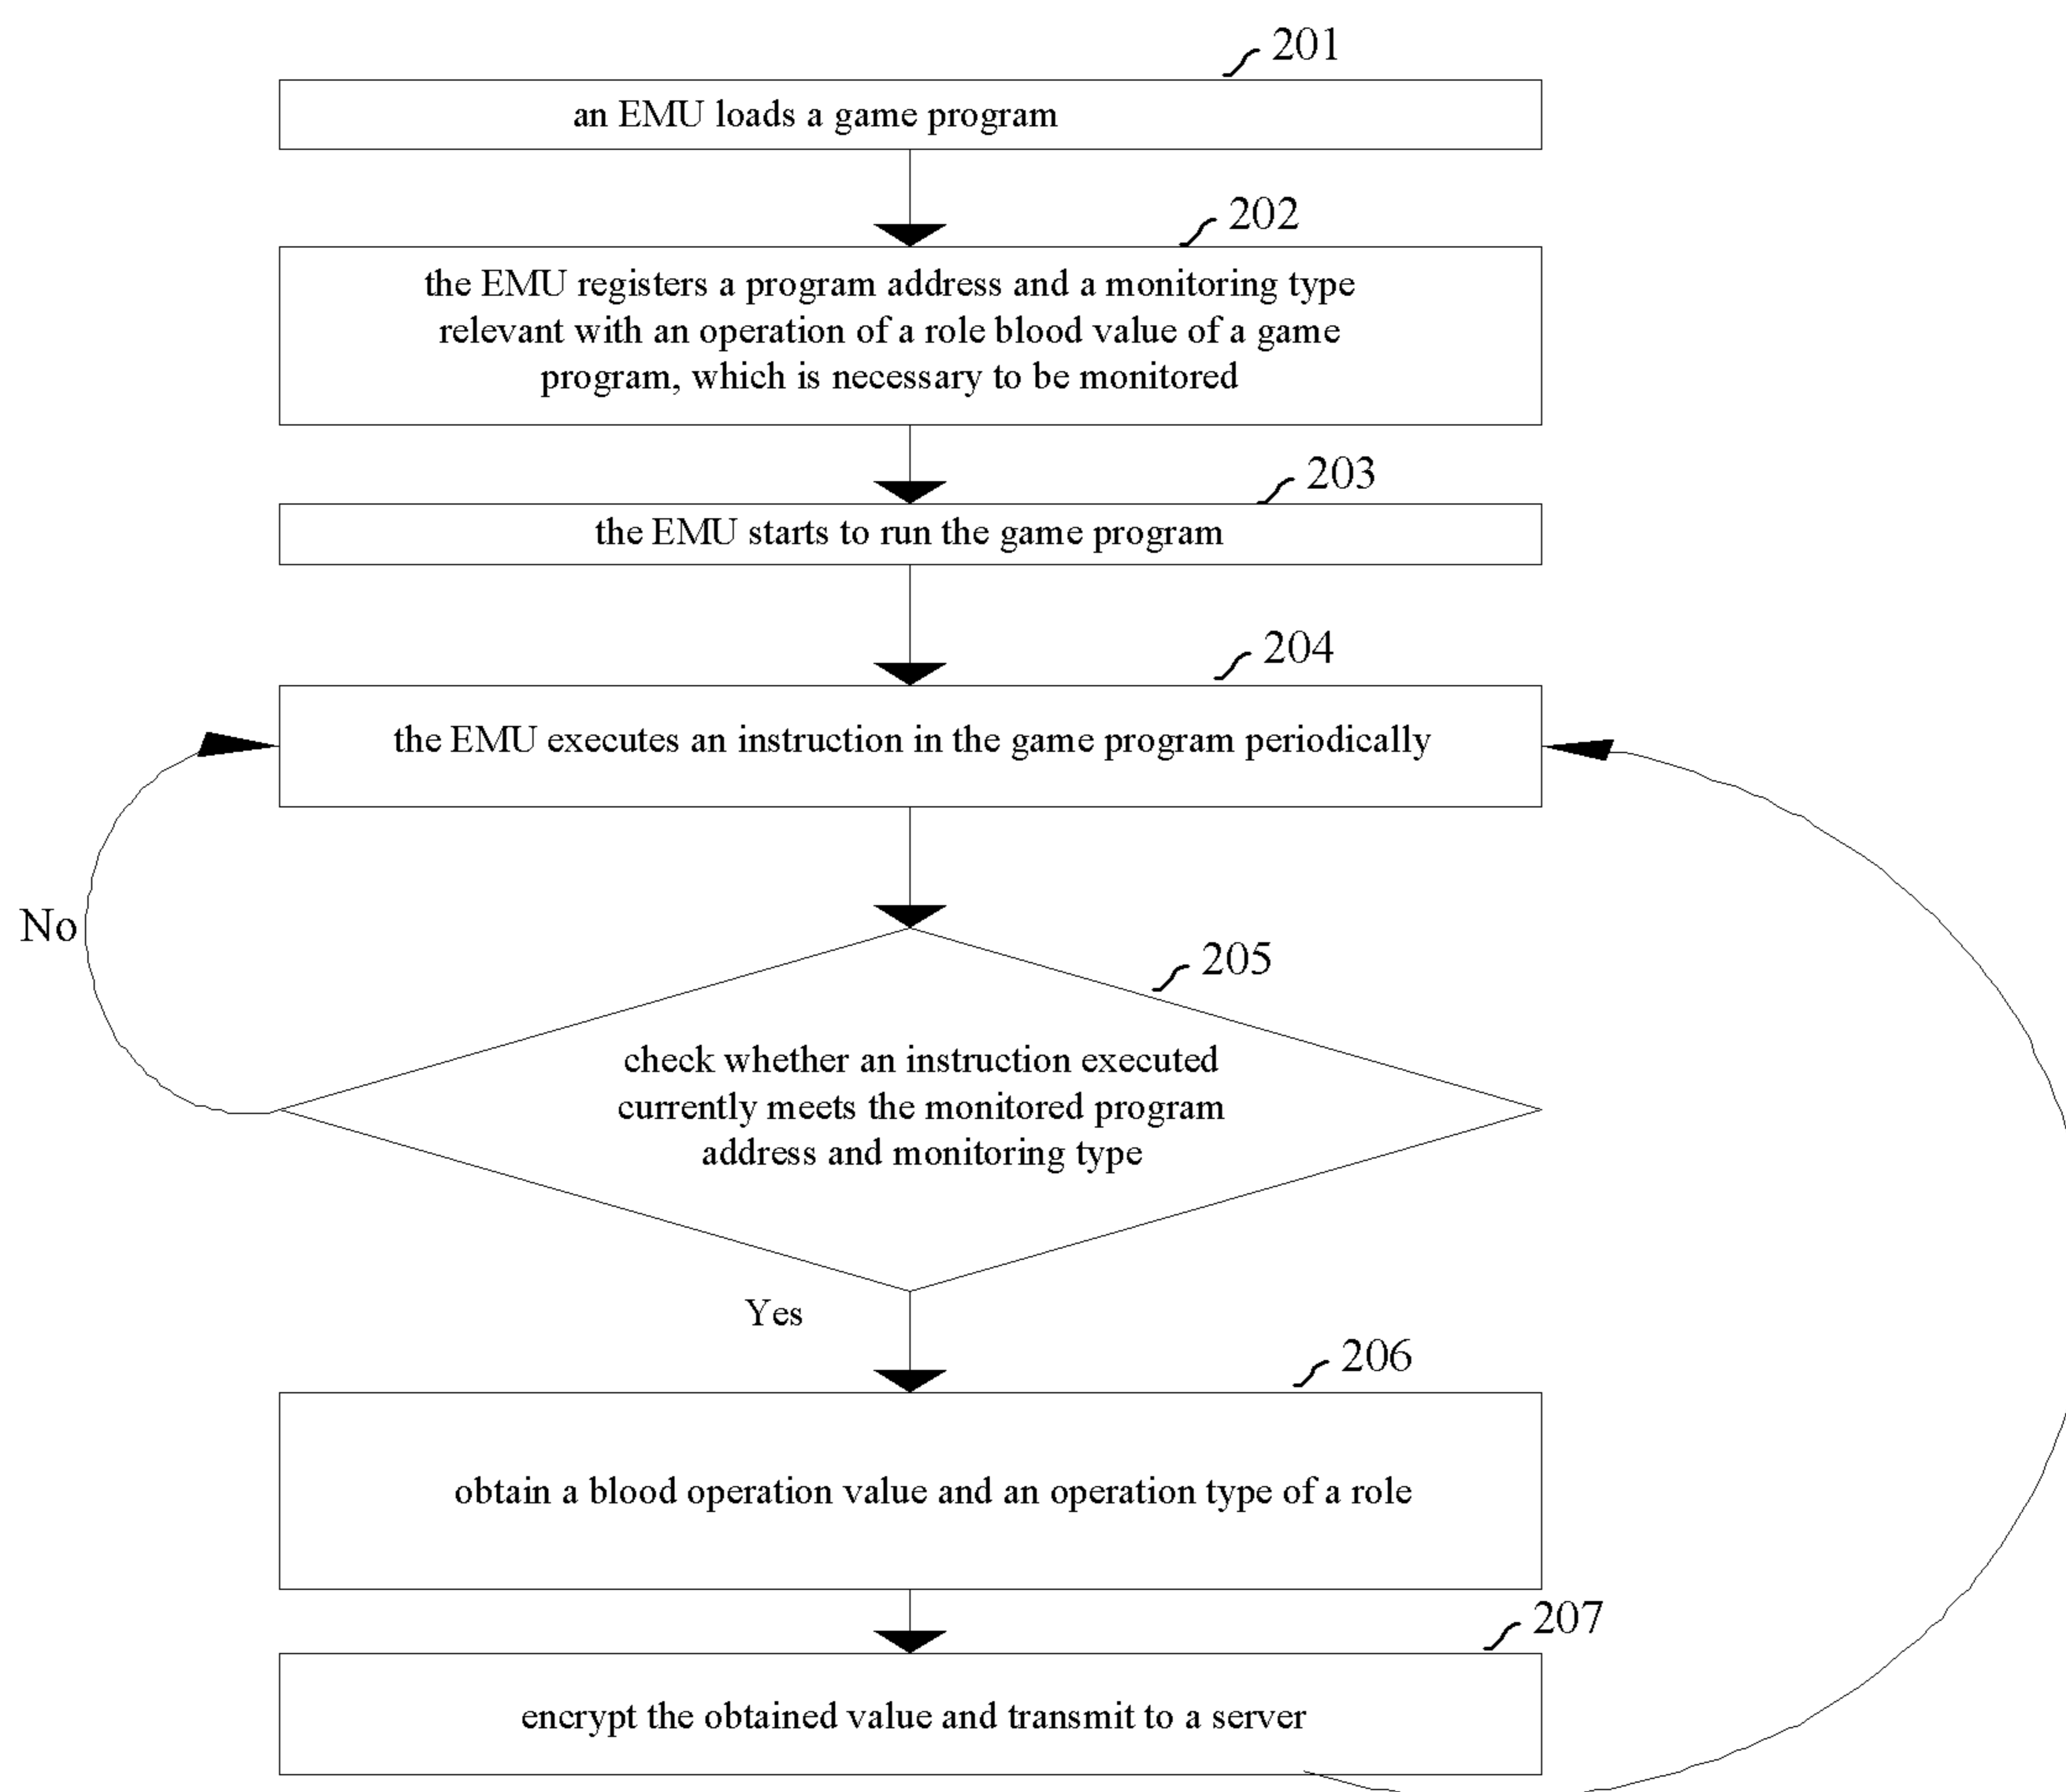 201
an EMU loads a game program
202
the EMU registers a program address and a monitoring type
relevant with an operation of a role blood value of a game
program, which is necessary to be monitored
203
the EMU starts to run the game program
204
the EMU executes an instruction in the game program periodically
No
205
check whether an instruction executed
currently meets the monitored program
address and monitoring type
Yes
206
obtain a blood operation value and an operation type of a role
207
encrypt the obtained value and transmit to a server